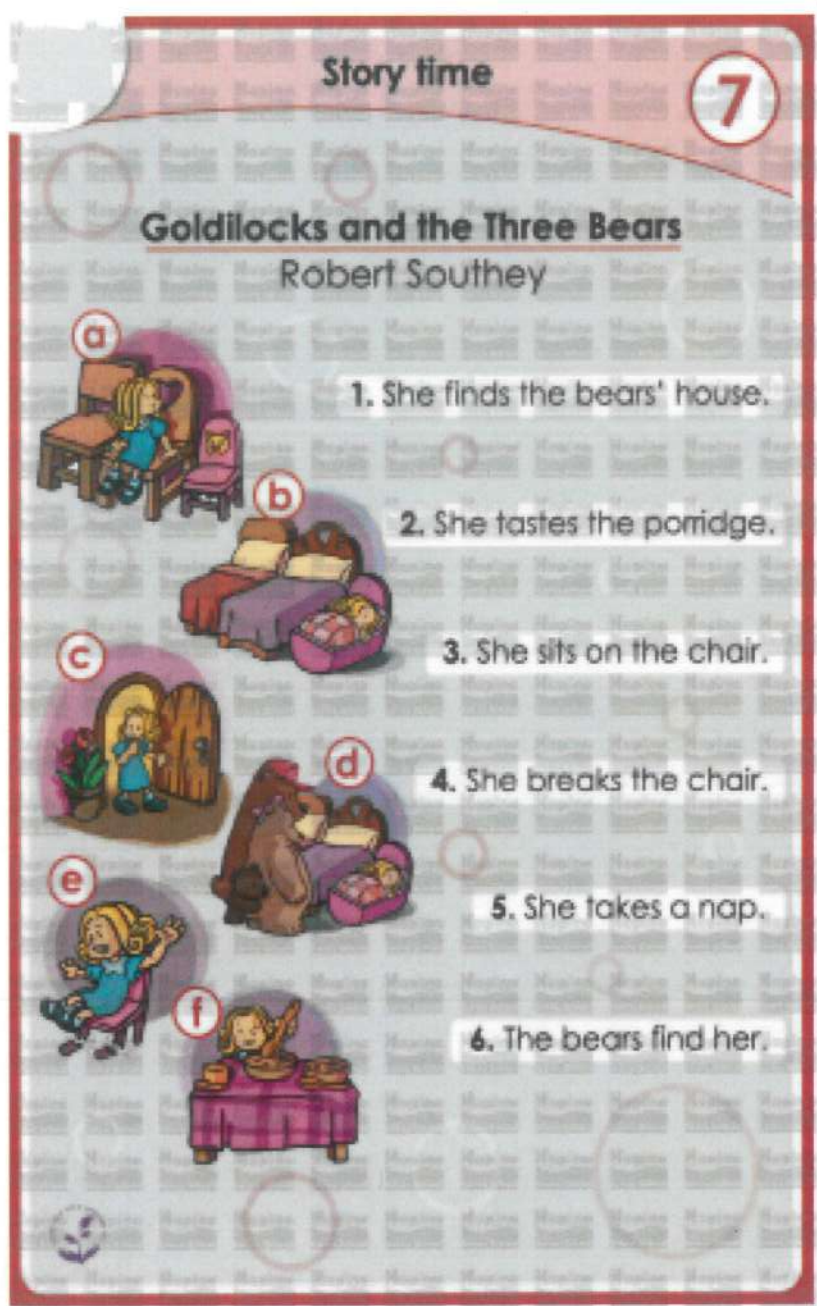 Story time
7
Goldilocks and the Three Bears
Robert Southey
a
1. She finds the bears' house.
b
2. She tastes the porridge.
c
3. She sits on the chair.
d
4. She breaks the chair.
e
5. She takes a nap.
f
6. The bears find her.